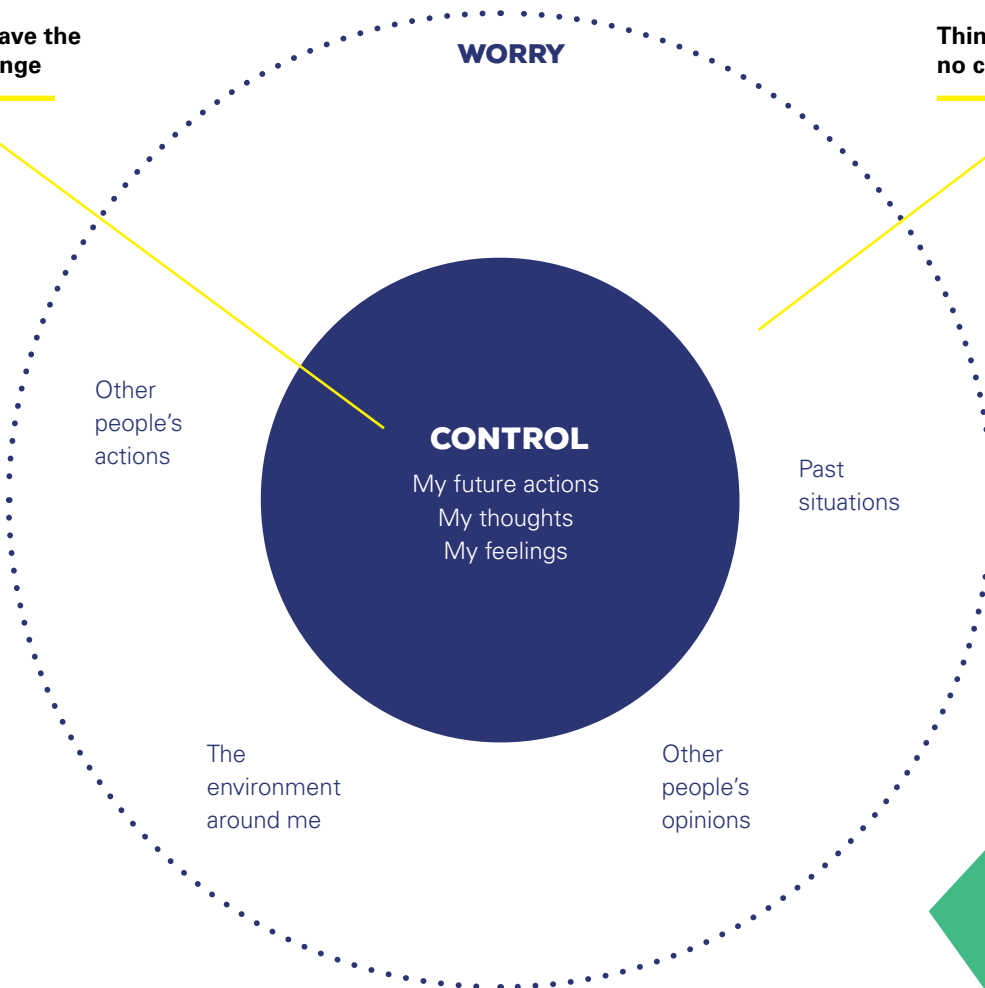 ave the
nge
WORRY
Thin
no c
Other
people's
actions
CONTROL
My future actions
My thoughts
My feelings
Past
situations
The
environment
around me
Other
people's
opinions